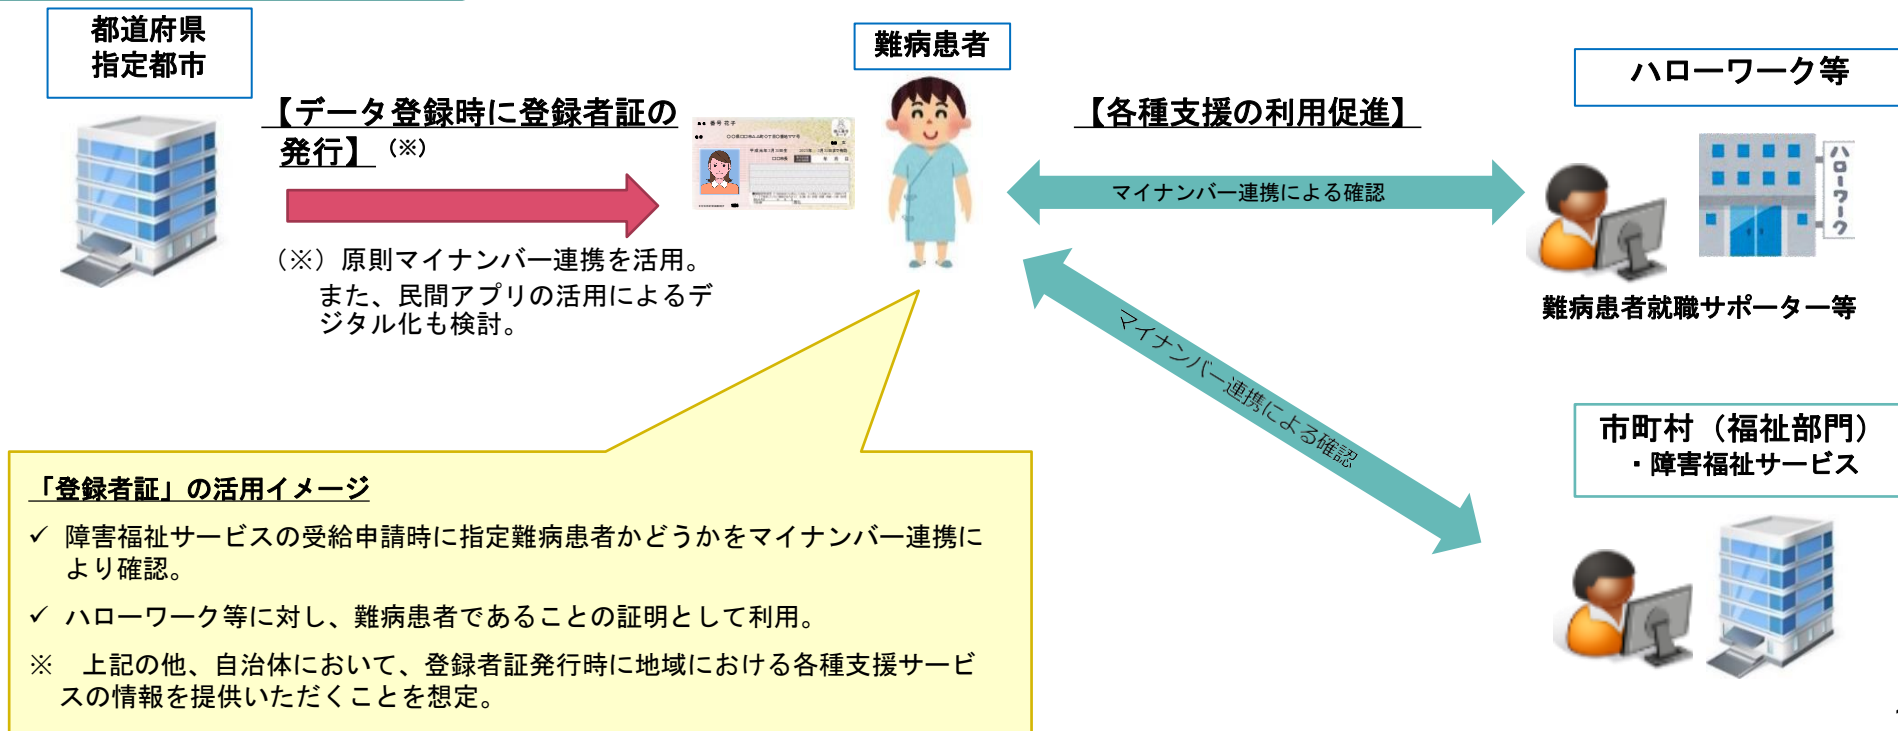 都道府県
指定都市
難病患者
ハローワーク等
【データ登録時に登録者証の
発行】（※）
【各種支援の利用促進】
番号 花子
マイナンバー連携による確認
ハローワーク
（※）原則マイナンバー連携を活用。
また、民間アプリの活用によるデ
ジタル化も検討。
難病患者就職サポーター等
マイナンバー連携による確認
市町村（福祉部門）
・障害福祉サービス
「登録者証」の活用イメージ
✓ 障害福祉サービスの受給申請時に指定難病患者かどうかをマイナンバー連携に
より確認。
✓ ハローワーク等に対し、難病患者であることの証明として利用。
※　上記の他、自治体において、登録者証発行時に地域における各種支援サービ
スの情報を提供いただくことを想定。